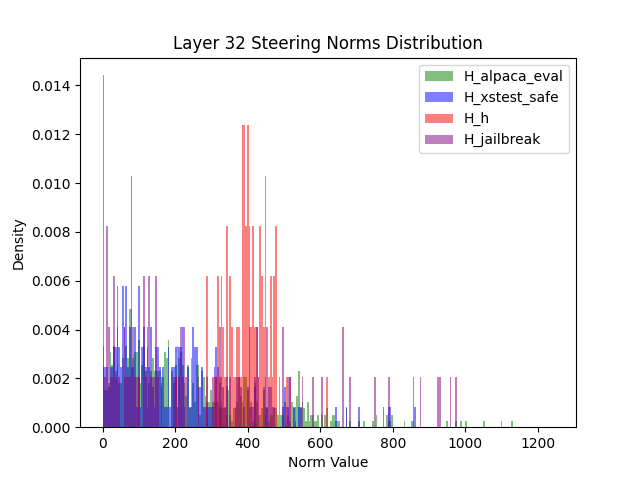 Layer 32 Steering Norms Distribution
H_alpaca_eval
H_xstest_safe
H_h
H_jailbreak
Density
0.014
0.012
0.010
0.008
0.006
0.004
0.002
0.000
0 200 400 600 800 1000 1200
Norm Value